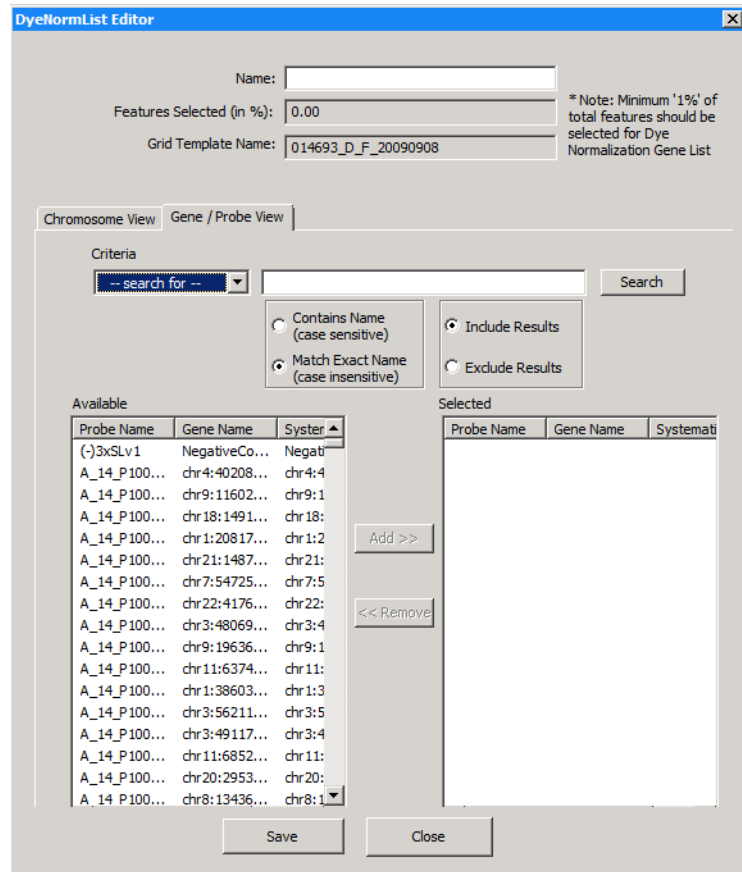 DyeNormList Editor
Name:
Features Selected (in %): 0.00
Grid Template Name: 014693_D_F_20090908
*Note: Minimum '1%' of
total features should be
selected for Dye
Normalization Gene List
Chromosome View Gene / Probe View
Criteria
-- search for -- Search
Contains Name
(case sensitive)
Match Exact Name
(case insensitive)
Include Results
Exclude Results
Available
Probe Name Gene Name System
(-)3xSLv1 NegativeCo... Negati
A_14_P100... chr4:40208... chr4:4
A_14_P100... chr9:11602... chr9:1
A_14_P100... chr18:1491... chr18:
A_14_P100... chr1:20817... chr1:2
A_14_P100... chr21:1487... chr21:
A_14_P100... chr7:54725... chr7:5
A_14_P100... chr22:4176... chr22:
A_14_P100... chr3:48069... chr3:4
A_14_P100... chr9:19636... chr9:1
A_14_P100... chr11:6374... chr11:
A_14_P100... chr1:38603... chr1:3
A_14_P100... chr3:56211... chr3:5
A_14_P100... chr3:49117... chr3:4
A_14_P100... chr11:6852... chr11:
A_14_P100... chr20:2953... chr20:
A_14_P100... chr8:13436... chr8:1
Add >>
<< Remove
Selected
Probe Name Gene Name Systemati
Save Close